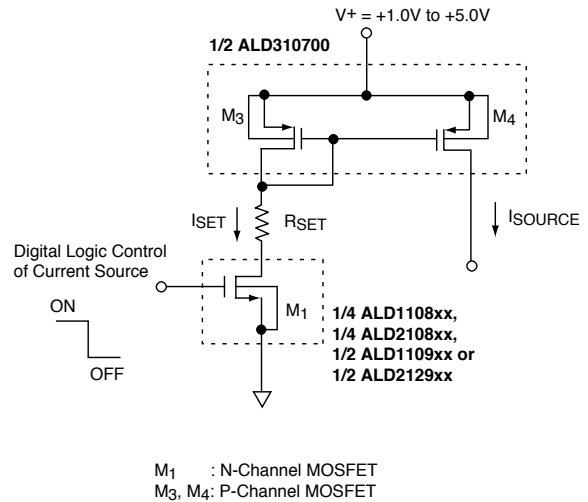 V+ = +1.0V to +5.0V
1/2 ALD310700
M3
M4
ISET
RSET
ISOURCE
Digital Logic Control
of Current Source
ON
OFF
M1
1/4 ALD1108xx,
1/4 ALD2108xx,
1/2 ALD1109xx or
1/2 ALD2129xx
M1 : N-Channel MOSFET
M3, M4: P-Channel MOSFET